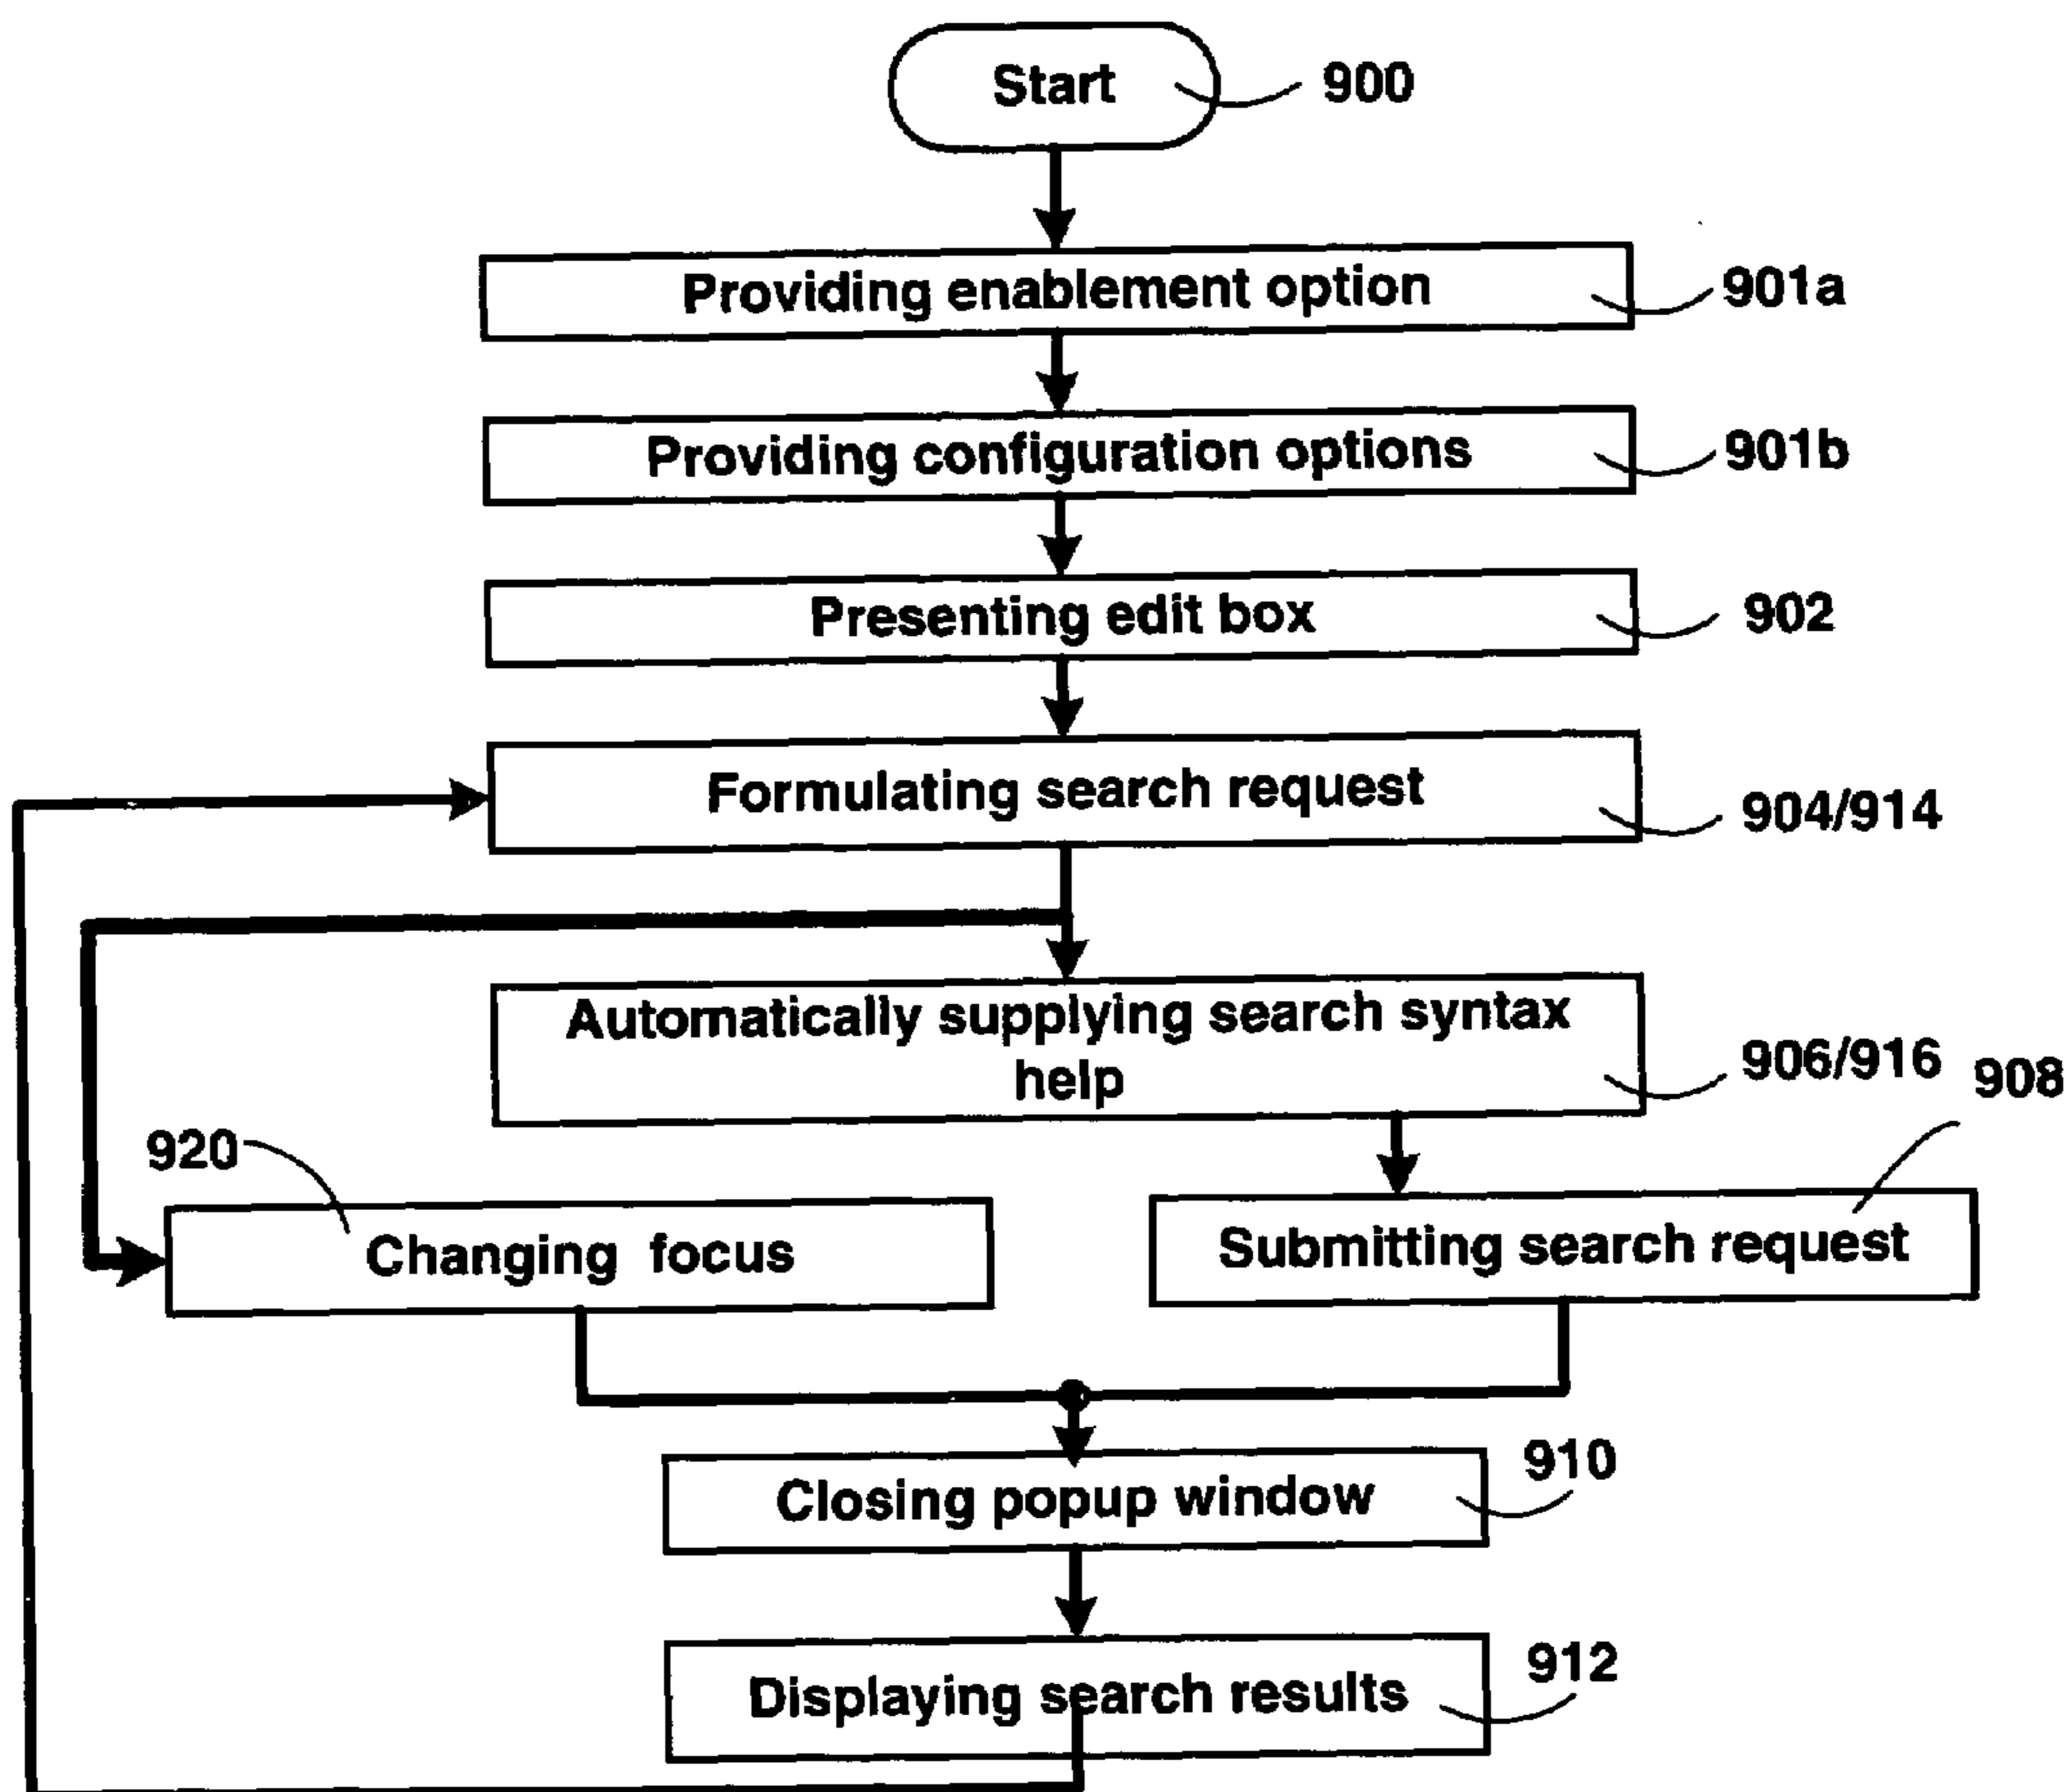 Start
900
Providing enablement option
901a
Providing configuration options
901b
Presenting edit box
902
Formulating search request
904/914
Automatically supplying search syntax
help
906/916
908
920
Changing focus
Submitting search request
Closing popup window
910
Displaying search results
912